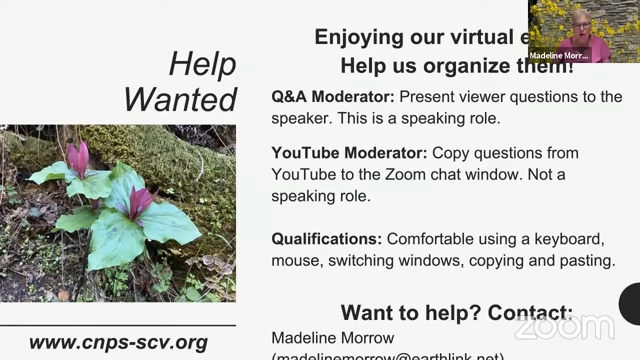 Help
Wanted
www.cnps-scv.org
Enjoying our virtual
Help us organize them!
Q&A Moderator: Present viewer questions to the
speaker. This is a speaking role.
YouTube Moderator: Copy questions from
YouTube to the Zoom chat window. Not a
speaking role.
Qualifications: Comfortable using a keyboard,
mouse, switching windows, copying and pasting.
Want to help? Contact:
Madeline Morrow
(madelinemorrow@earthlink.net)
Madeline Morr...
zoom